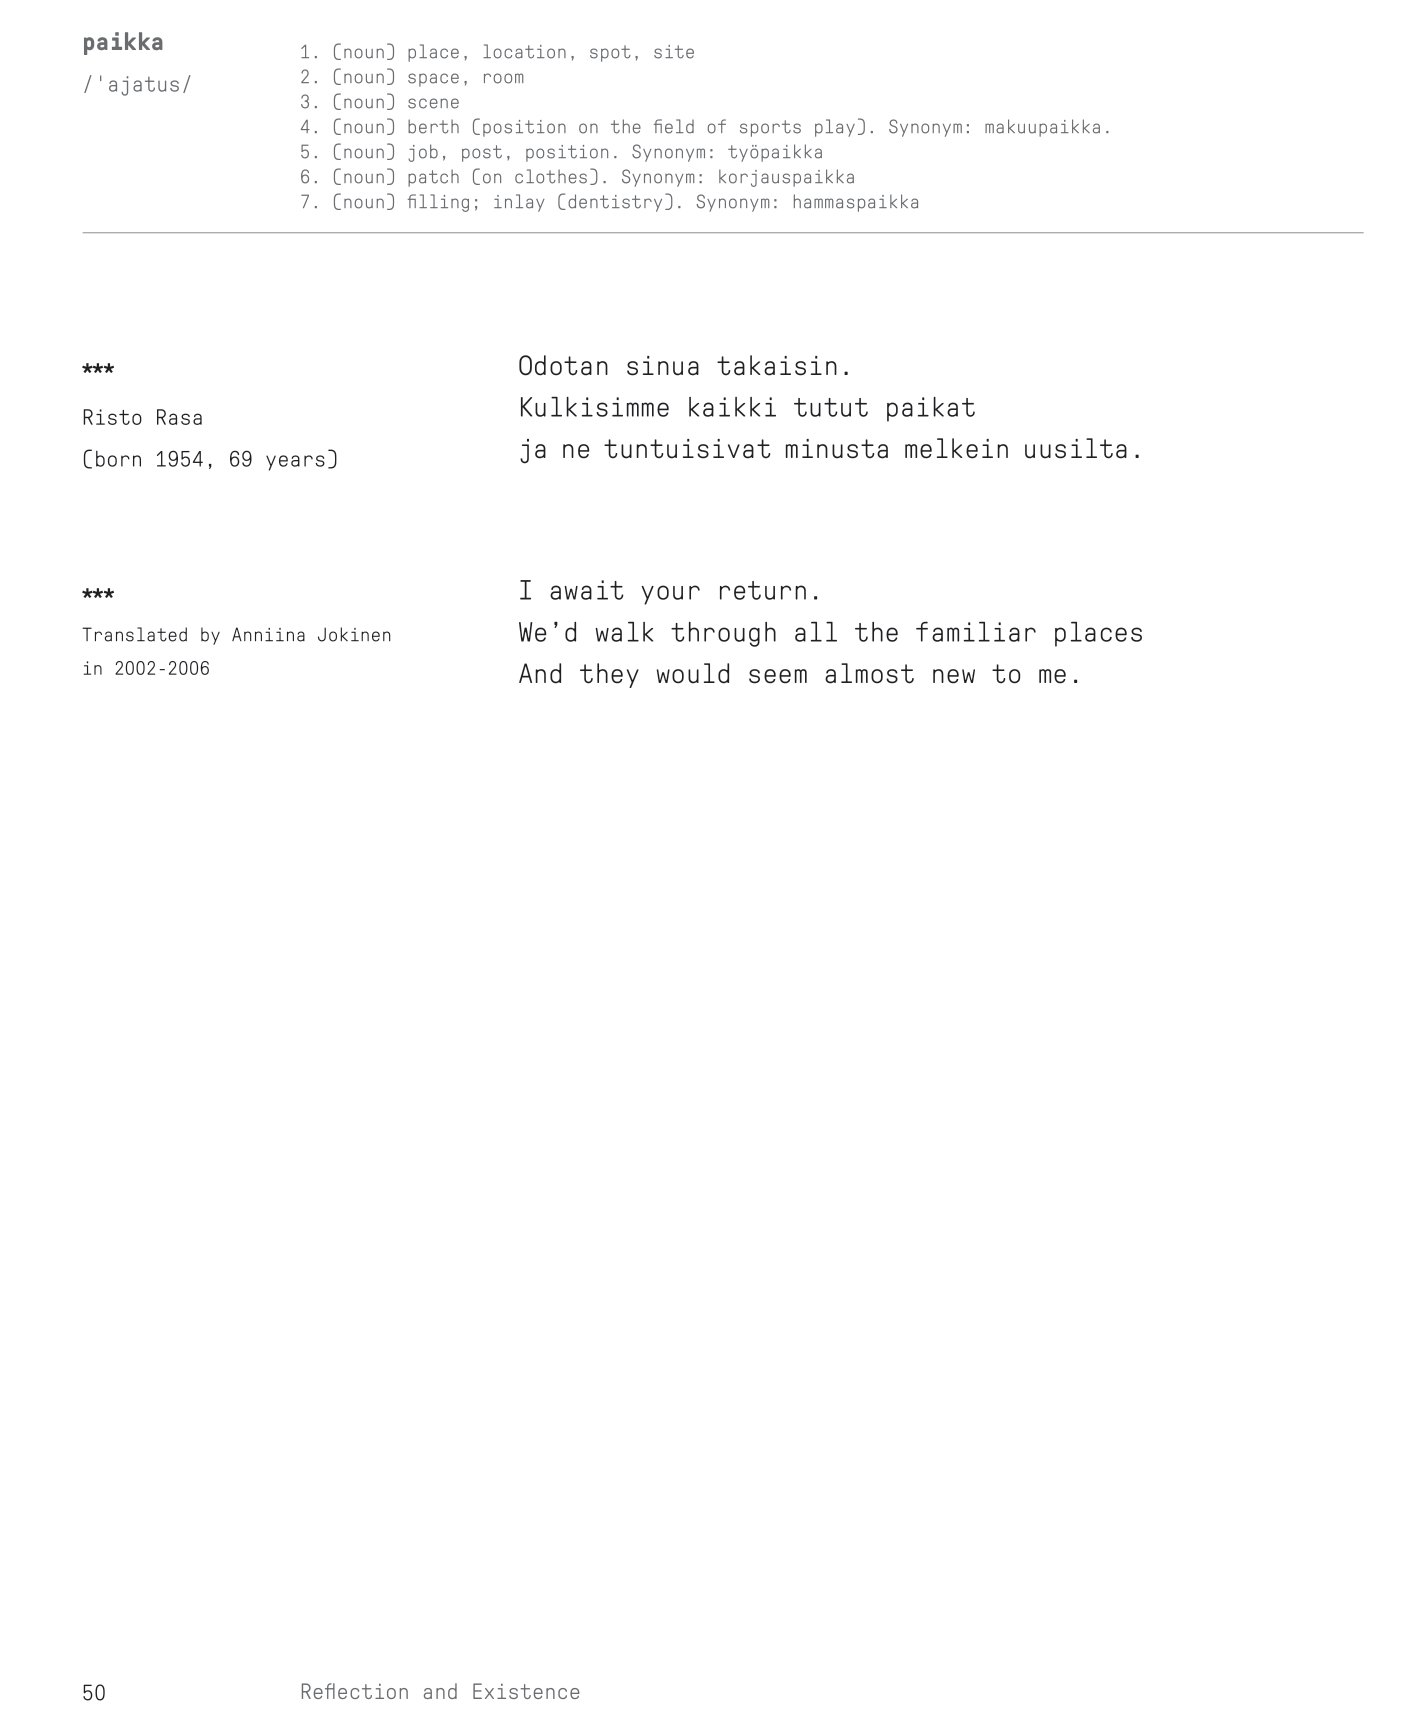 paikka
/ˈajatus/
1. (noun) place, location, spot, site
2. (noun) space, room
3. (noun) scene
4. (noun) berth (position on the field of sports play). Synonym: makuupaikka.
5. (noun) job, post, position. Synonym: työpaikka
6. (noun) patch (on clothes). Synonym: korjauspaikka
7. (noun) filling; inlay (dentistry). Synonym: hammaspaikka
***
Risto Rasa
(born 1954, 69 years)
Odotan sinua takaisin.
Kulkisimme kaikki tutut paikat
ja ne tuntuisivat minusta melkein uusilta.
***
Translated by Anniina Jokinen
in 2002-2006
I await your return.
We'd walk through all the familiar places
And they would seem almost new to me.
50
Reflection and Existence